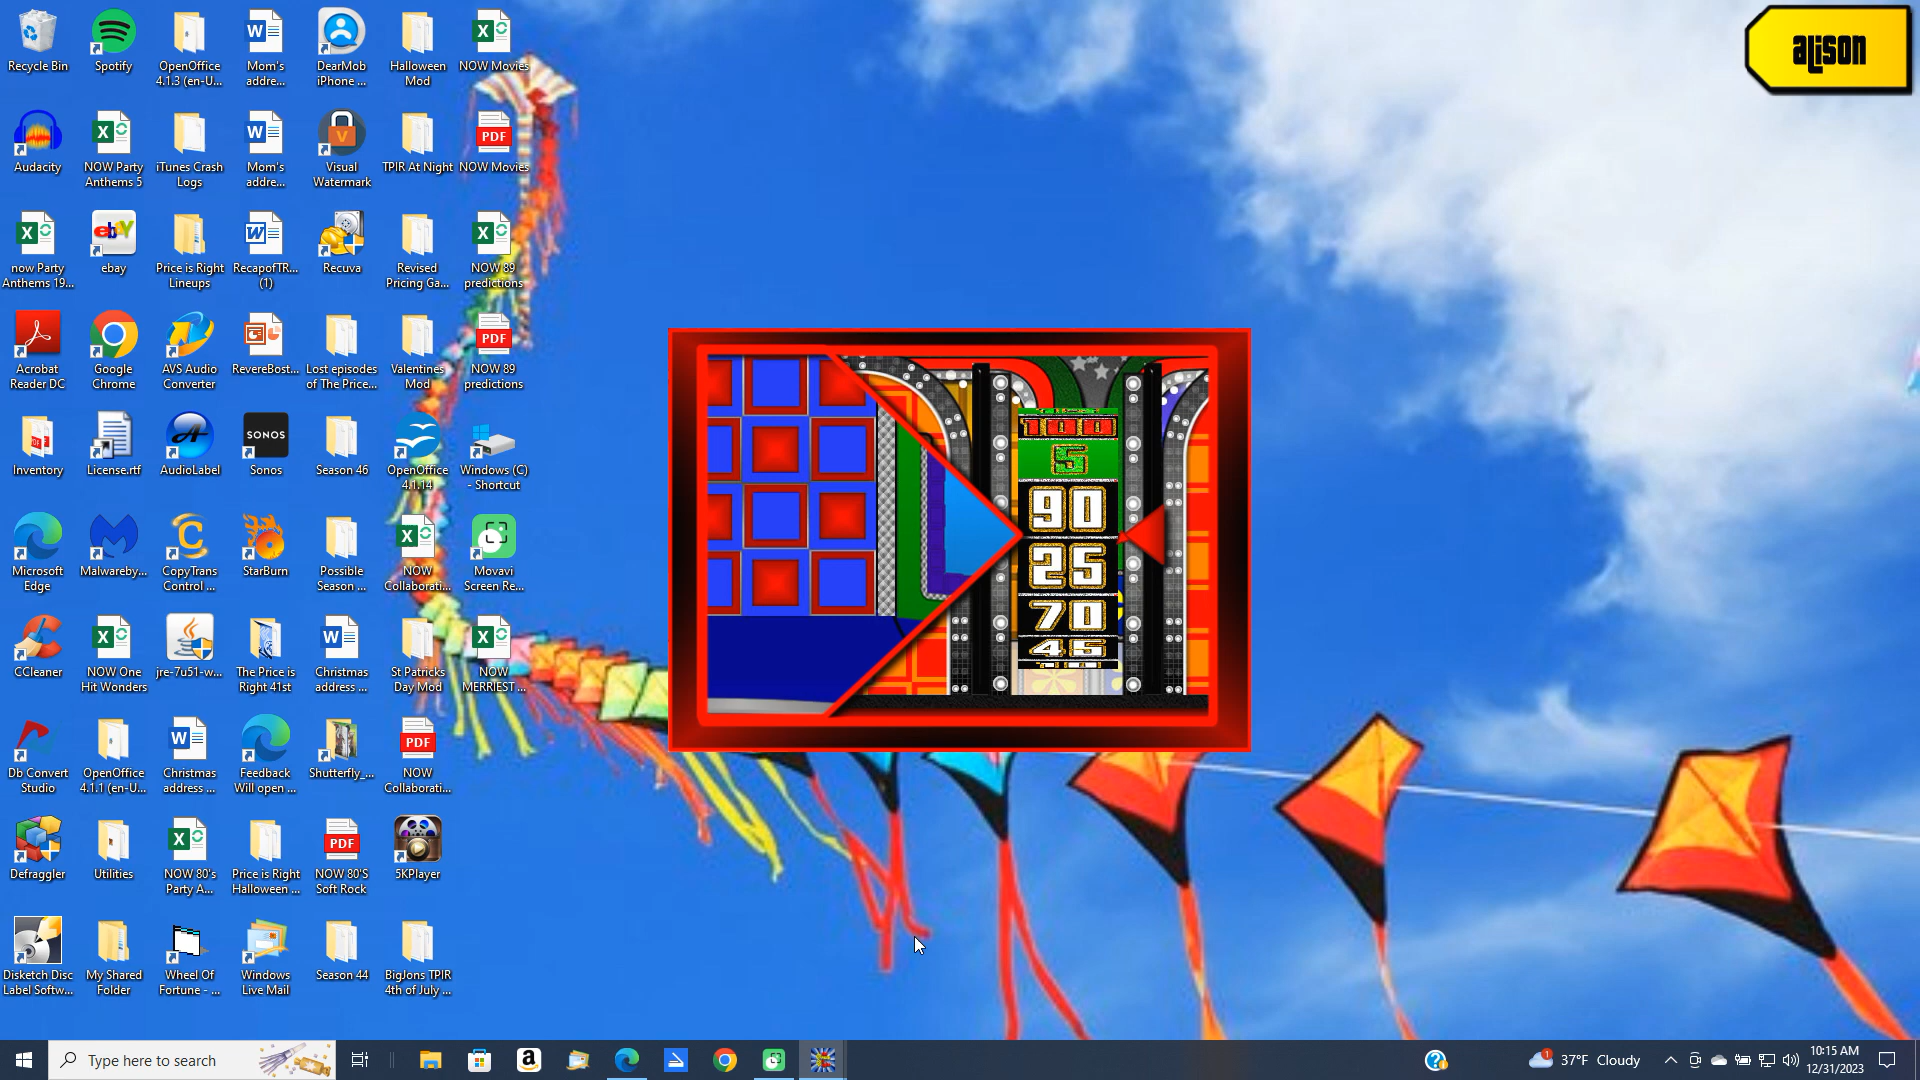 Recycle Bin
Spotify
OpenOffice
4.1.3 (en-U...
Mom's
addre...
DearMob
iPhone ...
Halloween
Mod
NOW Movies
Audacity
NOW Party
Anthems 5
iTunes Crash
Logs
Mom's
addre...
Visual
Watermark
TPIR At Night
PDF
NOW Movies
now Party
Anthems 19...
ebay
ebay
Price is Right
Lineups
RecapofTR...
(1)
Recuva
Revised
Pricing Ga...
NOW 89
predictions
Acrobat
Reader DC
Google
Chrome
AVS Audio
Converter
RevereBost...
Lost episodes
of The Price...
Valentines
Mod
PDF
NOW 89
predictions
Inventory
License.rtf
AudioLabel
SONOS
Sonos
Season 46
OpenOffice
4.1.14
Windows (C)
- Shortcut
Microsoft
Edge
Malwareby...
CopyTrans
Control ...
StarBurn
Possible
Season ...
NOW
Collaborati...
Movavi
Screen Re...
CCleaner
NOW One
Hit Wonders
jre-7u51-w...
The Price is
Right 41st
Christmas
address ...
St Patricks
Day Mod
NOW
MERRIEST ...
Db Convert
Studio
OpenOffice
4.1.1 (en-U...
Christmas
address ...
Feedback
Will open ...
Shutterfly_...
PDF
NOW
Collaborati...
Defraggler
Utilities
NOW 80'S
Party A...
Price is Right
Halloween ...
PDF
NOW 80'S
Soft Rock
5KPlayer
Disketch Disc
Label Softw...
My Shared
Folder
Wheel Of
Fortune - ...
Windows
Live Mail
Season 44
BigJons TPIR
4th of July ...
100
5
90
25
70
45
alison
Type here to search
1
37°F Cloudy
10:15 AM
12/31/2023